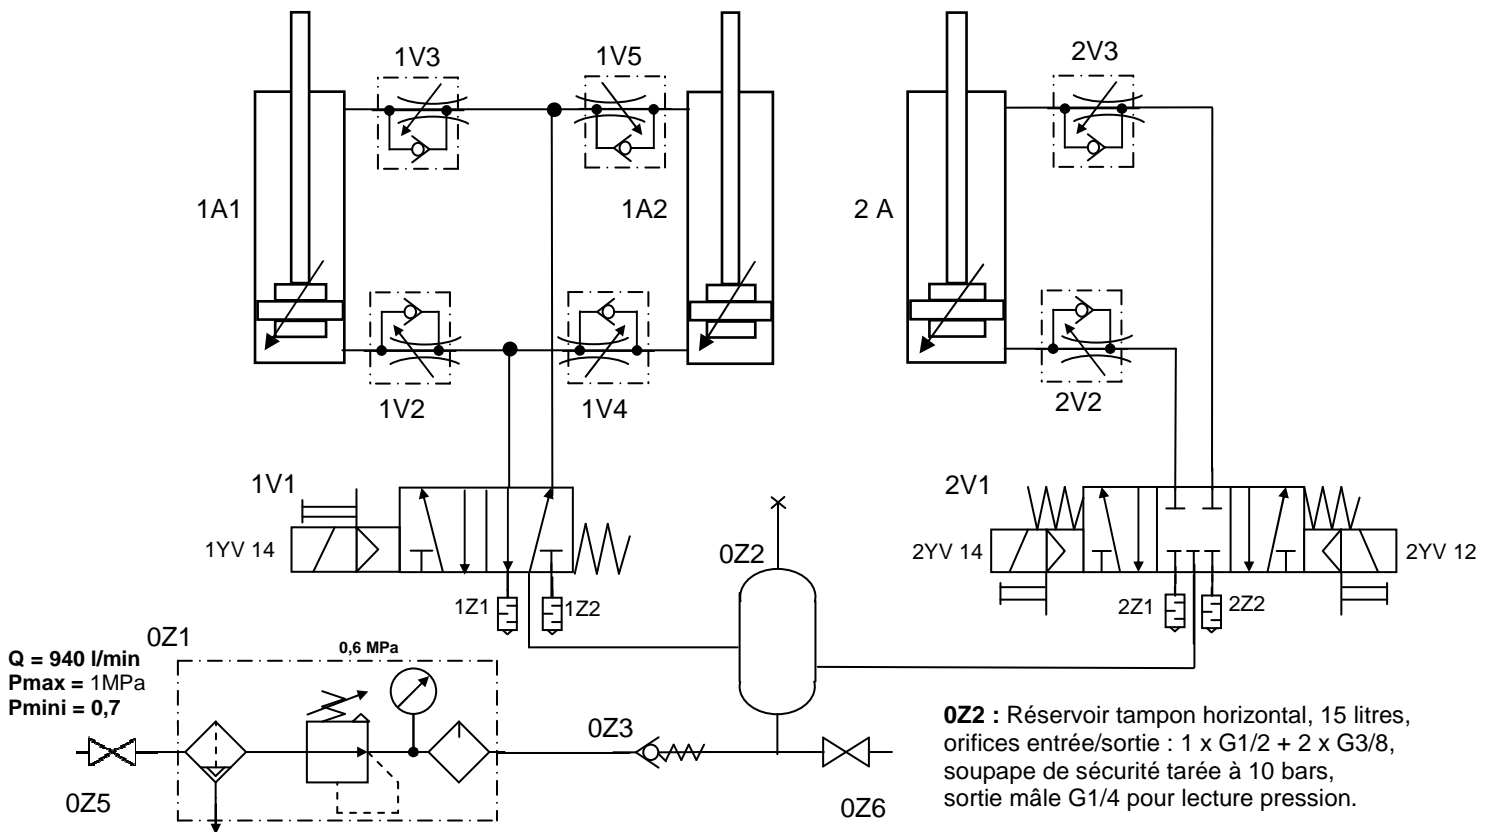 1V3
1V5
2V3
1A1
1A2
2 A
1V2
1V4
2V2
1V1
2V1
1YV 14
0Z2
2YV 14
2YV 12
1Z1
1Z2
2Z1
2Z2
0Z1
0,6 MPa
Q = 940 l/min
Pmax = 1MPa
Pmini = 0,7
0Z3
0Z5
0Z6
0Z2 : Réservoir tampon horizontal, 15 litres,
orifices entrée/sortie : 1 x G1/2 + 2 x G3/8,
soupape de sécurité tarée à 10 bars,
sortie mâle G1/4 pour lecture pression.